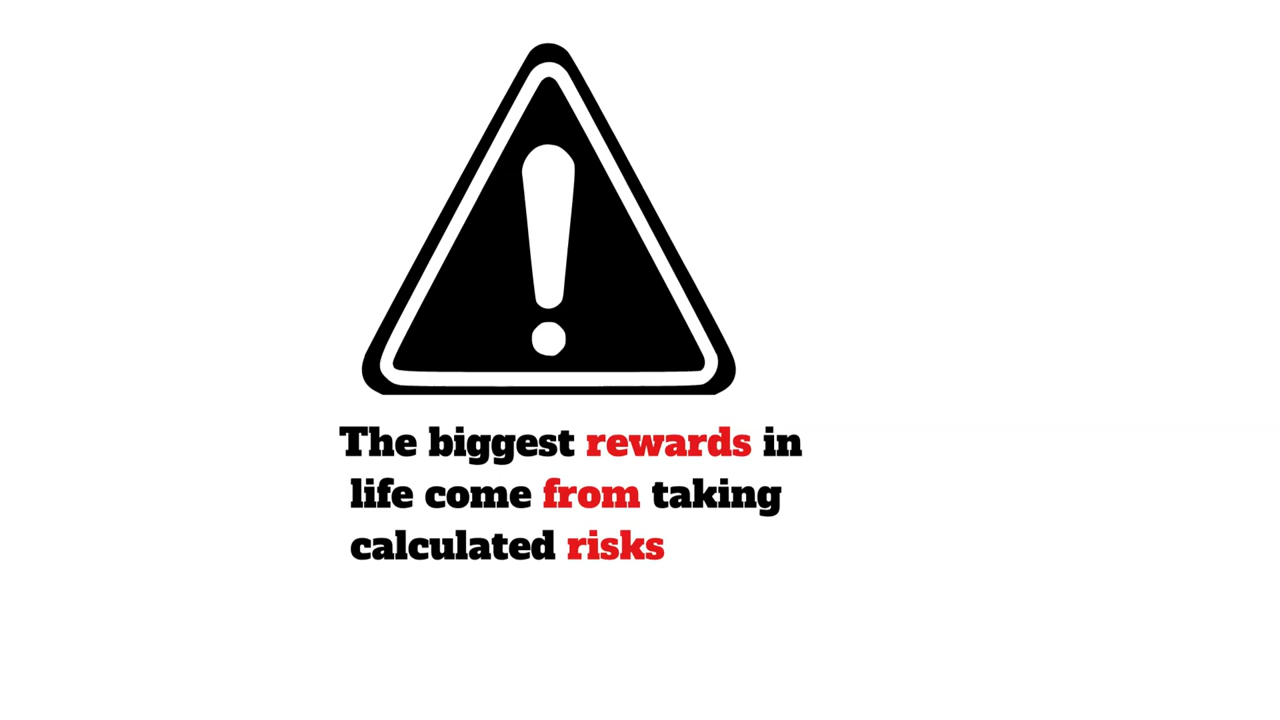 The biggest rewards in
life come from taking
calculated risks